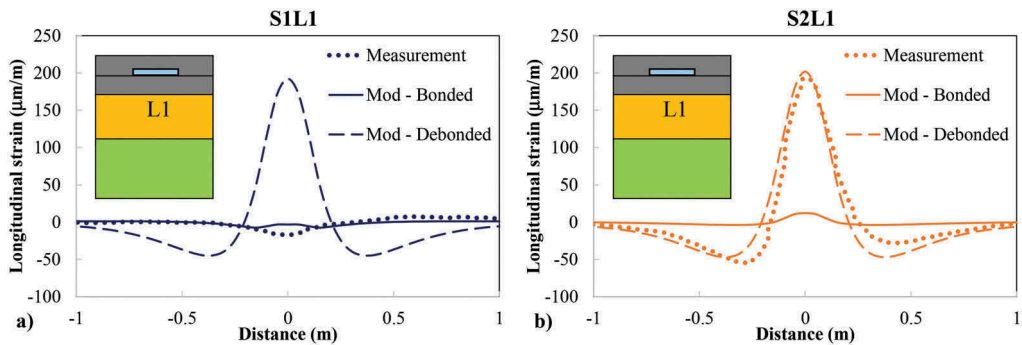 S1L1
Longitudinal strain (µm/m)
250
200
150
100
50
0
-50
-100
L1
Measurement
Mod - Bonded
Mod - Debonded
-1
-0.5
0
0.5
1
a)
Distance (m)
S2L1
Longitudinal strain (µm/m)
250
200
150
100
50
0
-50
-100
L1
Measurement
Mod - Bonded
Mod - Debonded
-1
-0.5
0
0.5
1
b)
Distance (m)